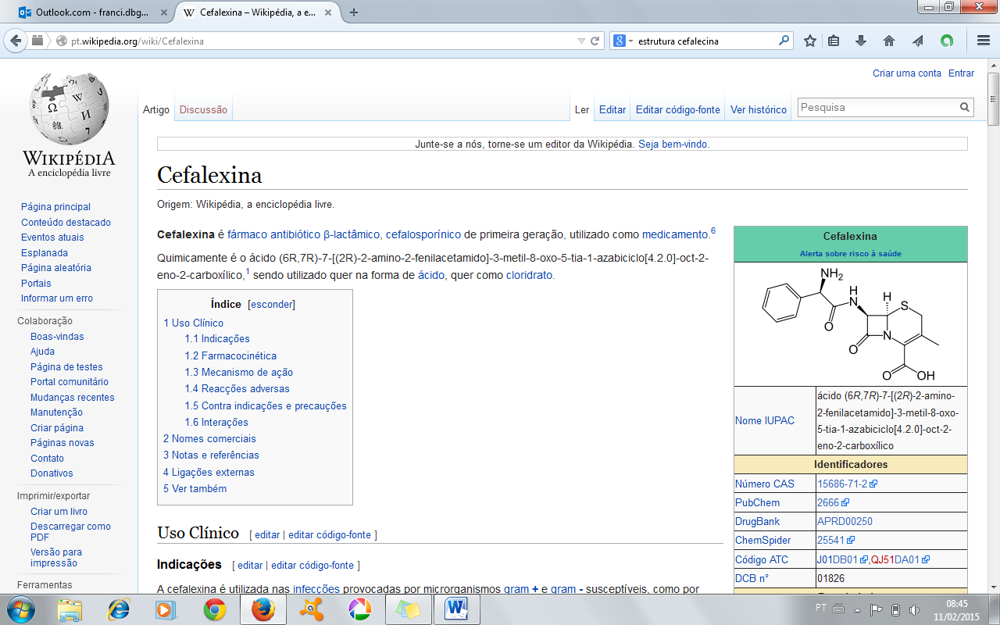 Outlook.com - franci.dbg...
Cefalexina – Wikipédia, a e...
pt.wikipedia.org/wiki/Cefalexina
estrutura cefalecina
Criar uma conta Entrar
Artigo Discussão Ler Editar Editar código-fonte Ver histórico Pesquisa
WIKIPÉDIA
A enciclopédia livre
Página principal
Conteúdo destacado
Eventos atuais
Esplanada
Página aleatória
Portais
Informar um erro
Colaboração
Boas-vindas
Ajuda
Página de testes
Portal comunitário
Mudanças recentes
Manutenção
Criar página
Páginas novas
Contato
Donativos
Imprimir/exportar
Criar um livro
Descarregar como
PDF
Versão para
impressão
Ferramentas
Junte-se a nós, torne-se um editor da Wikipédia. Seja bem-vindo.
Cefalexina
Origem: Wikipédia, a enciclopédia livre.
Cefalexina é fármaco antibiótico β-lactâmico, cefalosporínico de primeira geração, utilizado como medicamento.6
Quimicamente é o ácido (6R,7R)-7-[(2R)-2-amino-2-fenilacetamido]-3-metil-8-oxo-5-tia-1-azabiciclo[4.2.0]-oct-2-
eno-2-carboxílico,1 sendo utilizado quer na forma de ácido, quer como cloridrato.
Índice [esconder]
1 Uso Clínico
1.1 Indicações
1.2 Farmacocinética
1.3 Mecanismo de ação
1.4 Reacções adversas
1.5 Contra indicações e precauções
1.6 Interações
2 Nomes comerciais
3 Notas e referências
4 Ligações externas
5 Ver também
Uso Clínico [ editar | editar código-fonte ]
Indicações [ editar | editar código-fonte ]
A cefalexina é utilizada nas infecções provocadas por microrganismos gram + e gram - susceptíveis, como por
Cefalexina
Alerta sobre risco à saúde
NH2
H
N
H
S
O
O
N
O
OH
Nome IUPAC
ácido (6R,7R)-7-[(2R)-2-amino-
2-fenilacetamido]-3-metil-8-oxo-
5-tia-1-azabiciclo[4.2.0]-oct-2-
eno-2-carboxílico
Identificadores
Número CAS 15686-71-2
PubChem 2666
DrugBank APRD00250
ChemSpider 25541
Código ATC J01DB01,QJ51DA01
DCB n° 01826
PT
08:45
11/02/2015